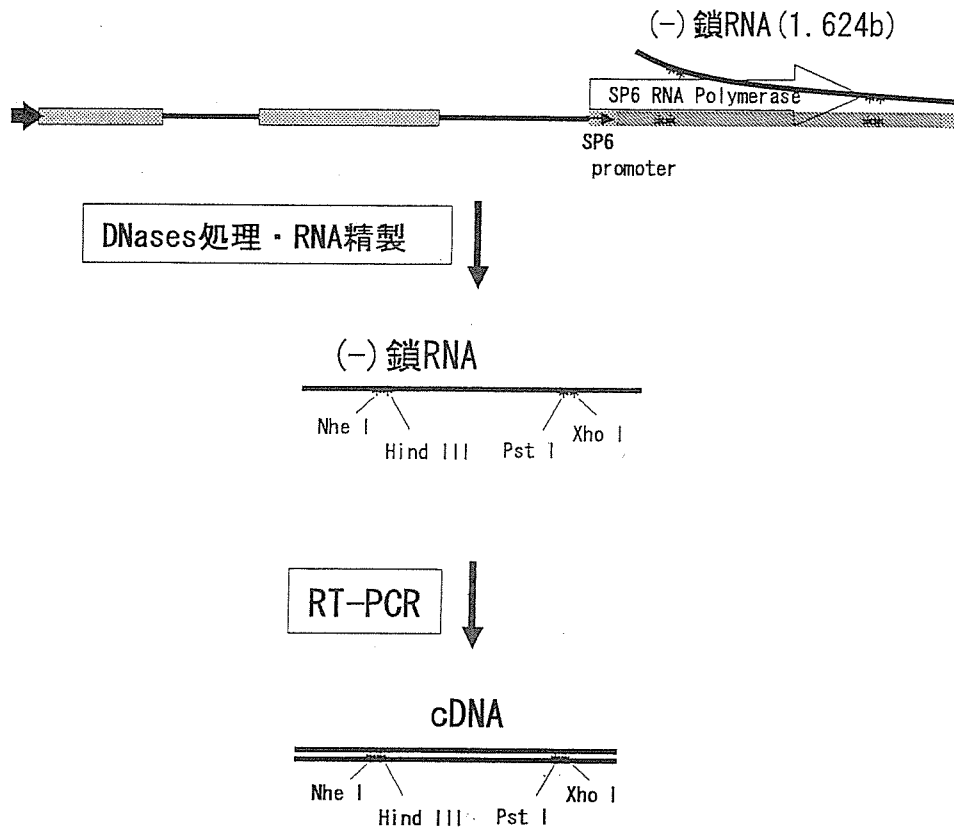 (-)鎖RNA(1.624b)
SP6 RNA Polymerase
SP6
promoter
DNases処理・RNA精製
(-)鎖RNA
Nhe I
Hind III
Pst I
Xho I
RT-PCR
cDNA
Nhe I
Hind III
Pst I
Xho I